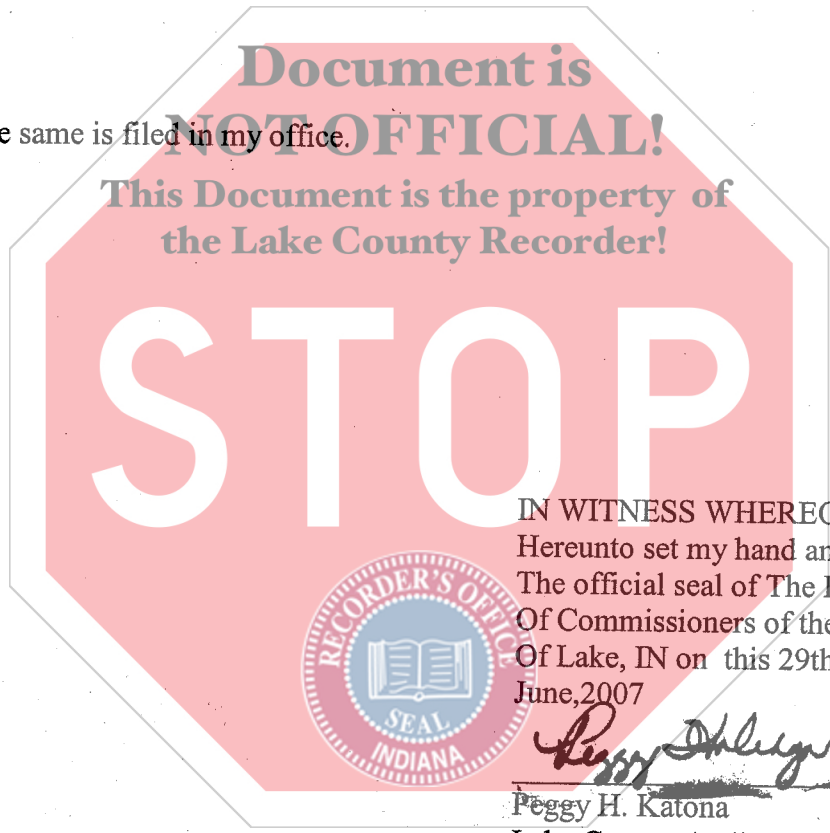 Document is
e same is filed in my office.
NOT OFFICIAL!
This Document is the property of
the Lake County Recorder!
STOP
IN WITNESS WHEREO
Hereunto set my hand an
The official seal of The
Of Commissioners of the
Of Lake, IN on this 29th
June,2007
RECORDER'S OFFICE
SEAL
INDIANA
Peggy
Peggy H. Katona